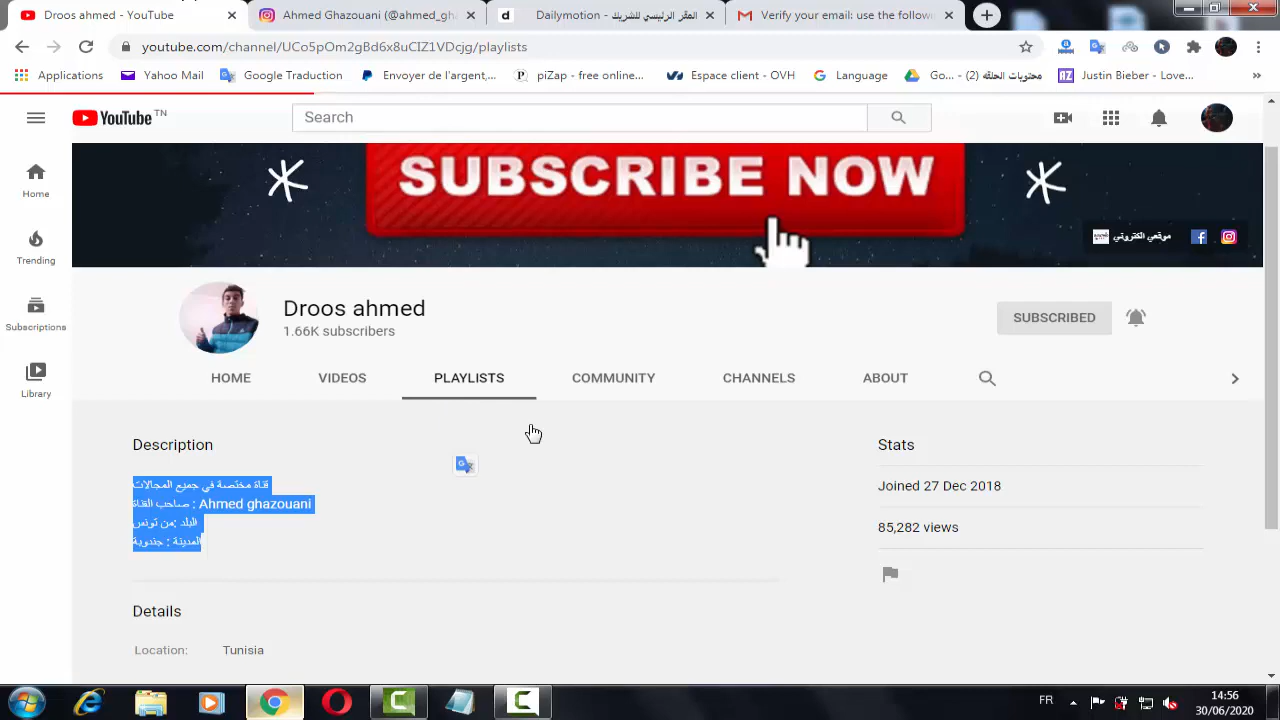 Droos ahmed - YouTube
Ahmed Ghazouani (@ahmed_gh
Dailymotion - المقر الرئيسي للشريك
Verify your email: use the follow
youtube.com/channel/UCo5pOm2gBd6x8uCIZ1VDcjg/playlists
Applications
Yahoo Mail
Google Traduction
Envoyer de l'argent,...
piZap - free online...
Espace client - OVH
Language
محتويات الحلقه (2) - Go...
Justin Bieber - Love...
YouTube TN
Search
SUBSCRIBE NOW
موقعي الكتروني
Home
Trending
Subscriptions
Library
Droos ahmed
1.66K subscribers
SUBSCRIBED
HOME
VIDEOS
PLAYLISTS
COMMUNITY
CHANNELS
ABOUT
Description
قناة مختصة في جميع المجالات
صاحب القناة : Ahmed ghazouani
البلد :من تونس
المدينة : جندوبة
Stats
Joined 27 Dec 2018
85,282 views
Details
Location:
Tunisia
FR
14:56
30/06/2020